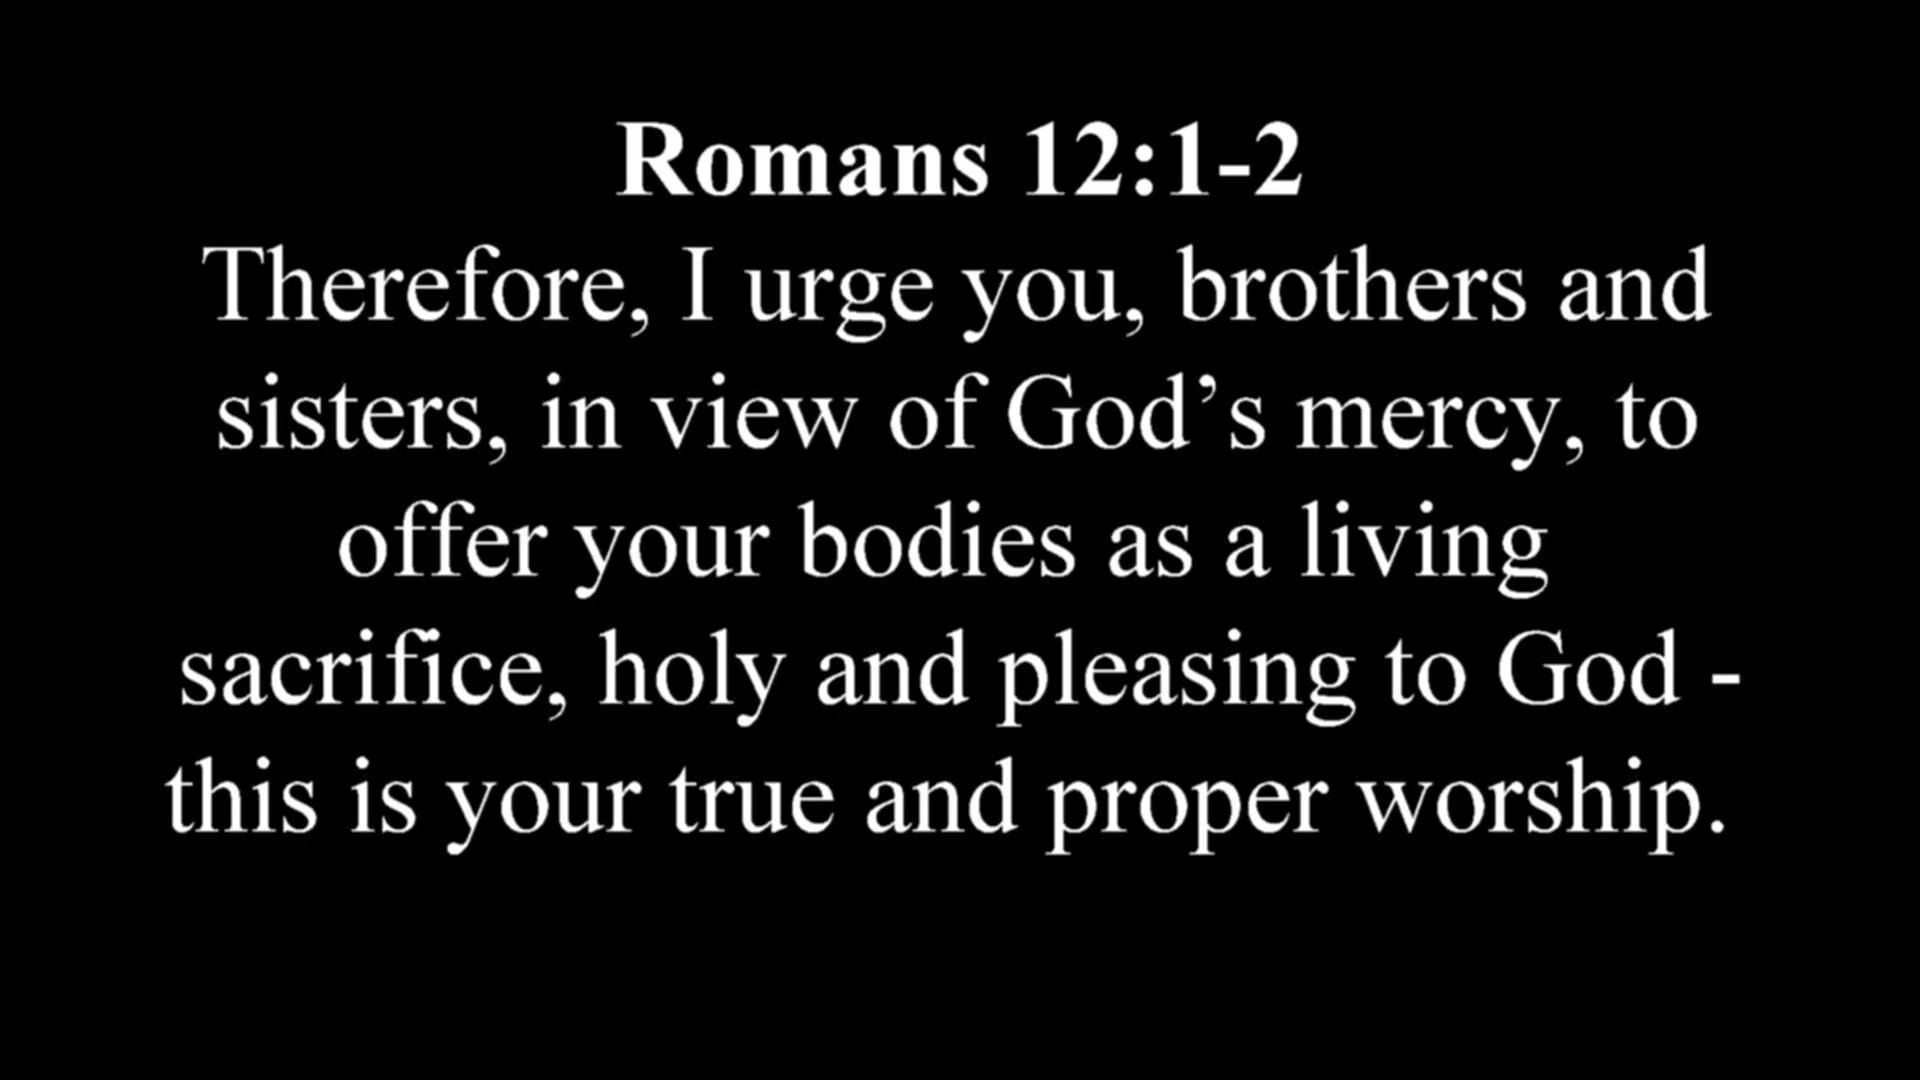 Romans 12:1-2
Therefore, I urge you, brothers and
sisters, in view of God’s mercy, to
offer your bodies as a living
sacrifice, holy and pleasing to God -
this is your true and proper worship.